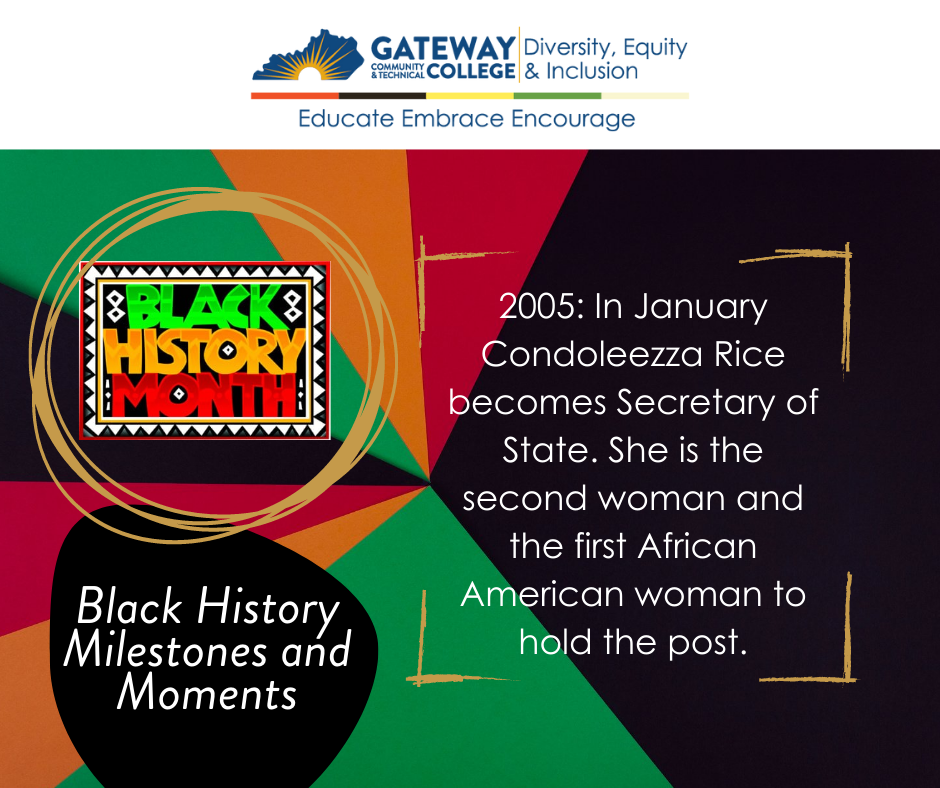 GATEWAY
COMMUNITY
& TECHNICAL COLLEGE
Diversity, Equity
& Inclusion
Educate Embrace Encourage
BLACK
HISTORY
MONTH
2005: In January
Condoleezza Rice
becomes Secretary of
State. She is the
second woman and
the first African
American woman to
hold the post.
Black History
Milestones and
Moments